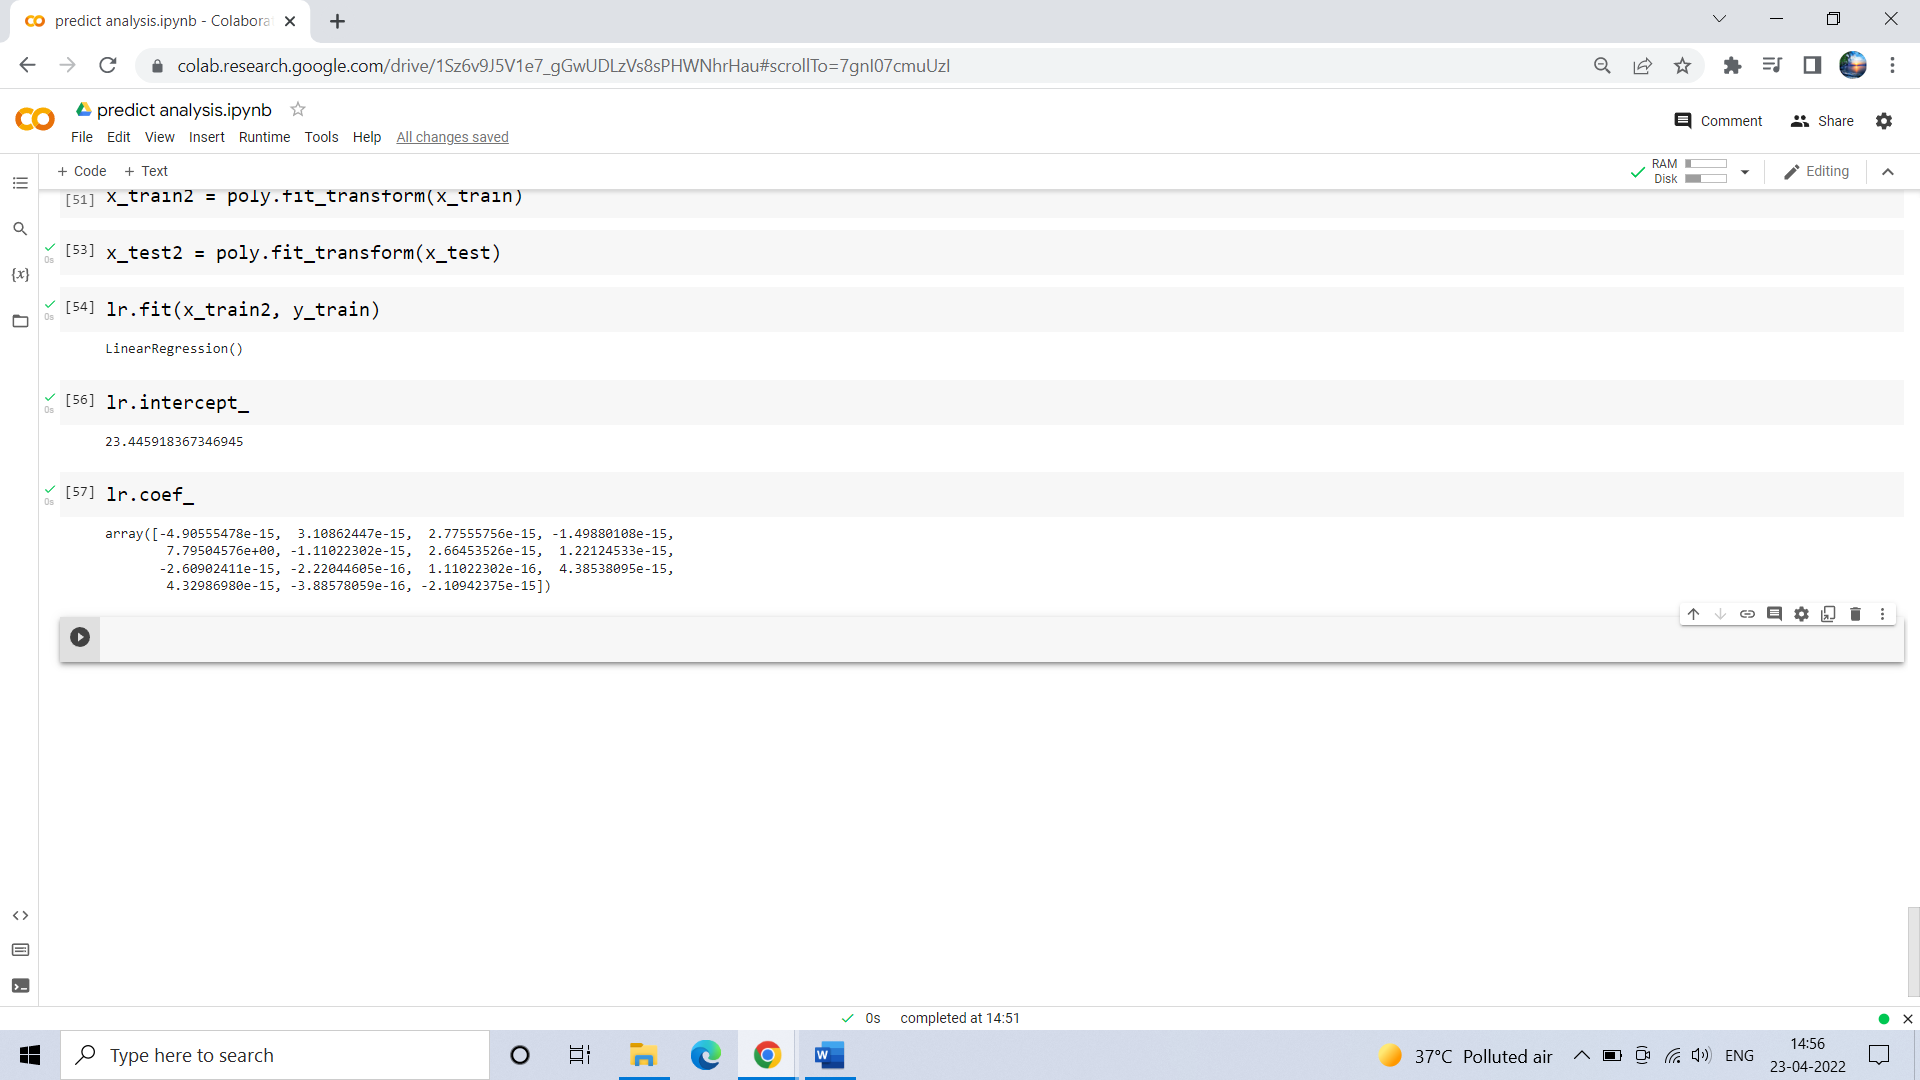 predict analysis.ipynb - Colabora
colab.research.google.com/drive/1Sz6v9J5V1e7_gGwUDLzVs8sPHWNhrHau#scrollTo=7gnI07cmuUzI
predict analysis.ipynb
File Edit View Insert Runtime Tools Help All changes saved
Comment Share
+ Code + Text
RAM
Disk
Editing
[51] x_train2 = poly.fit_transform(x_train)
0s [53] x_test2 = poly.fit_transform(x_test)
0s [54] lr.fit(x_train2, y_train)
LinearRegression()
0s [56] lr.intercept_
23.445918367346945
0s [57] lr.coef_
array([-4.90555478e-15, 3.10862447e-15, 2.77555756e-15, -1.49880108e-15,
7.79504576e+00, -1.11022302e-15, 2.66453526e-15, 1.22124533e-15,
-2.60902411e-15, -2.22044605e-16, 1.11022302e-16, 4.38538095e-15,
4.32986980e-15, -3.88578059e-16, -2.10942375e-15])
{x}
0s completed at 14:51
Type here to search
37°C Polluted air
ENG
14:56
23-04-2022